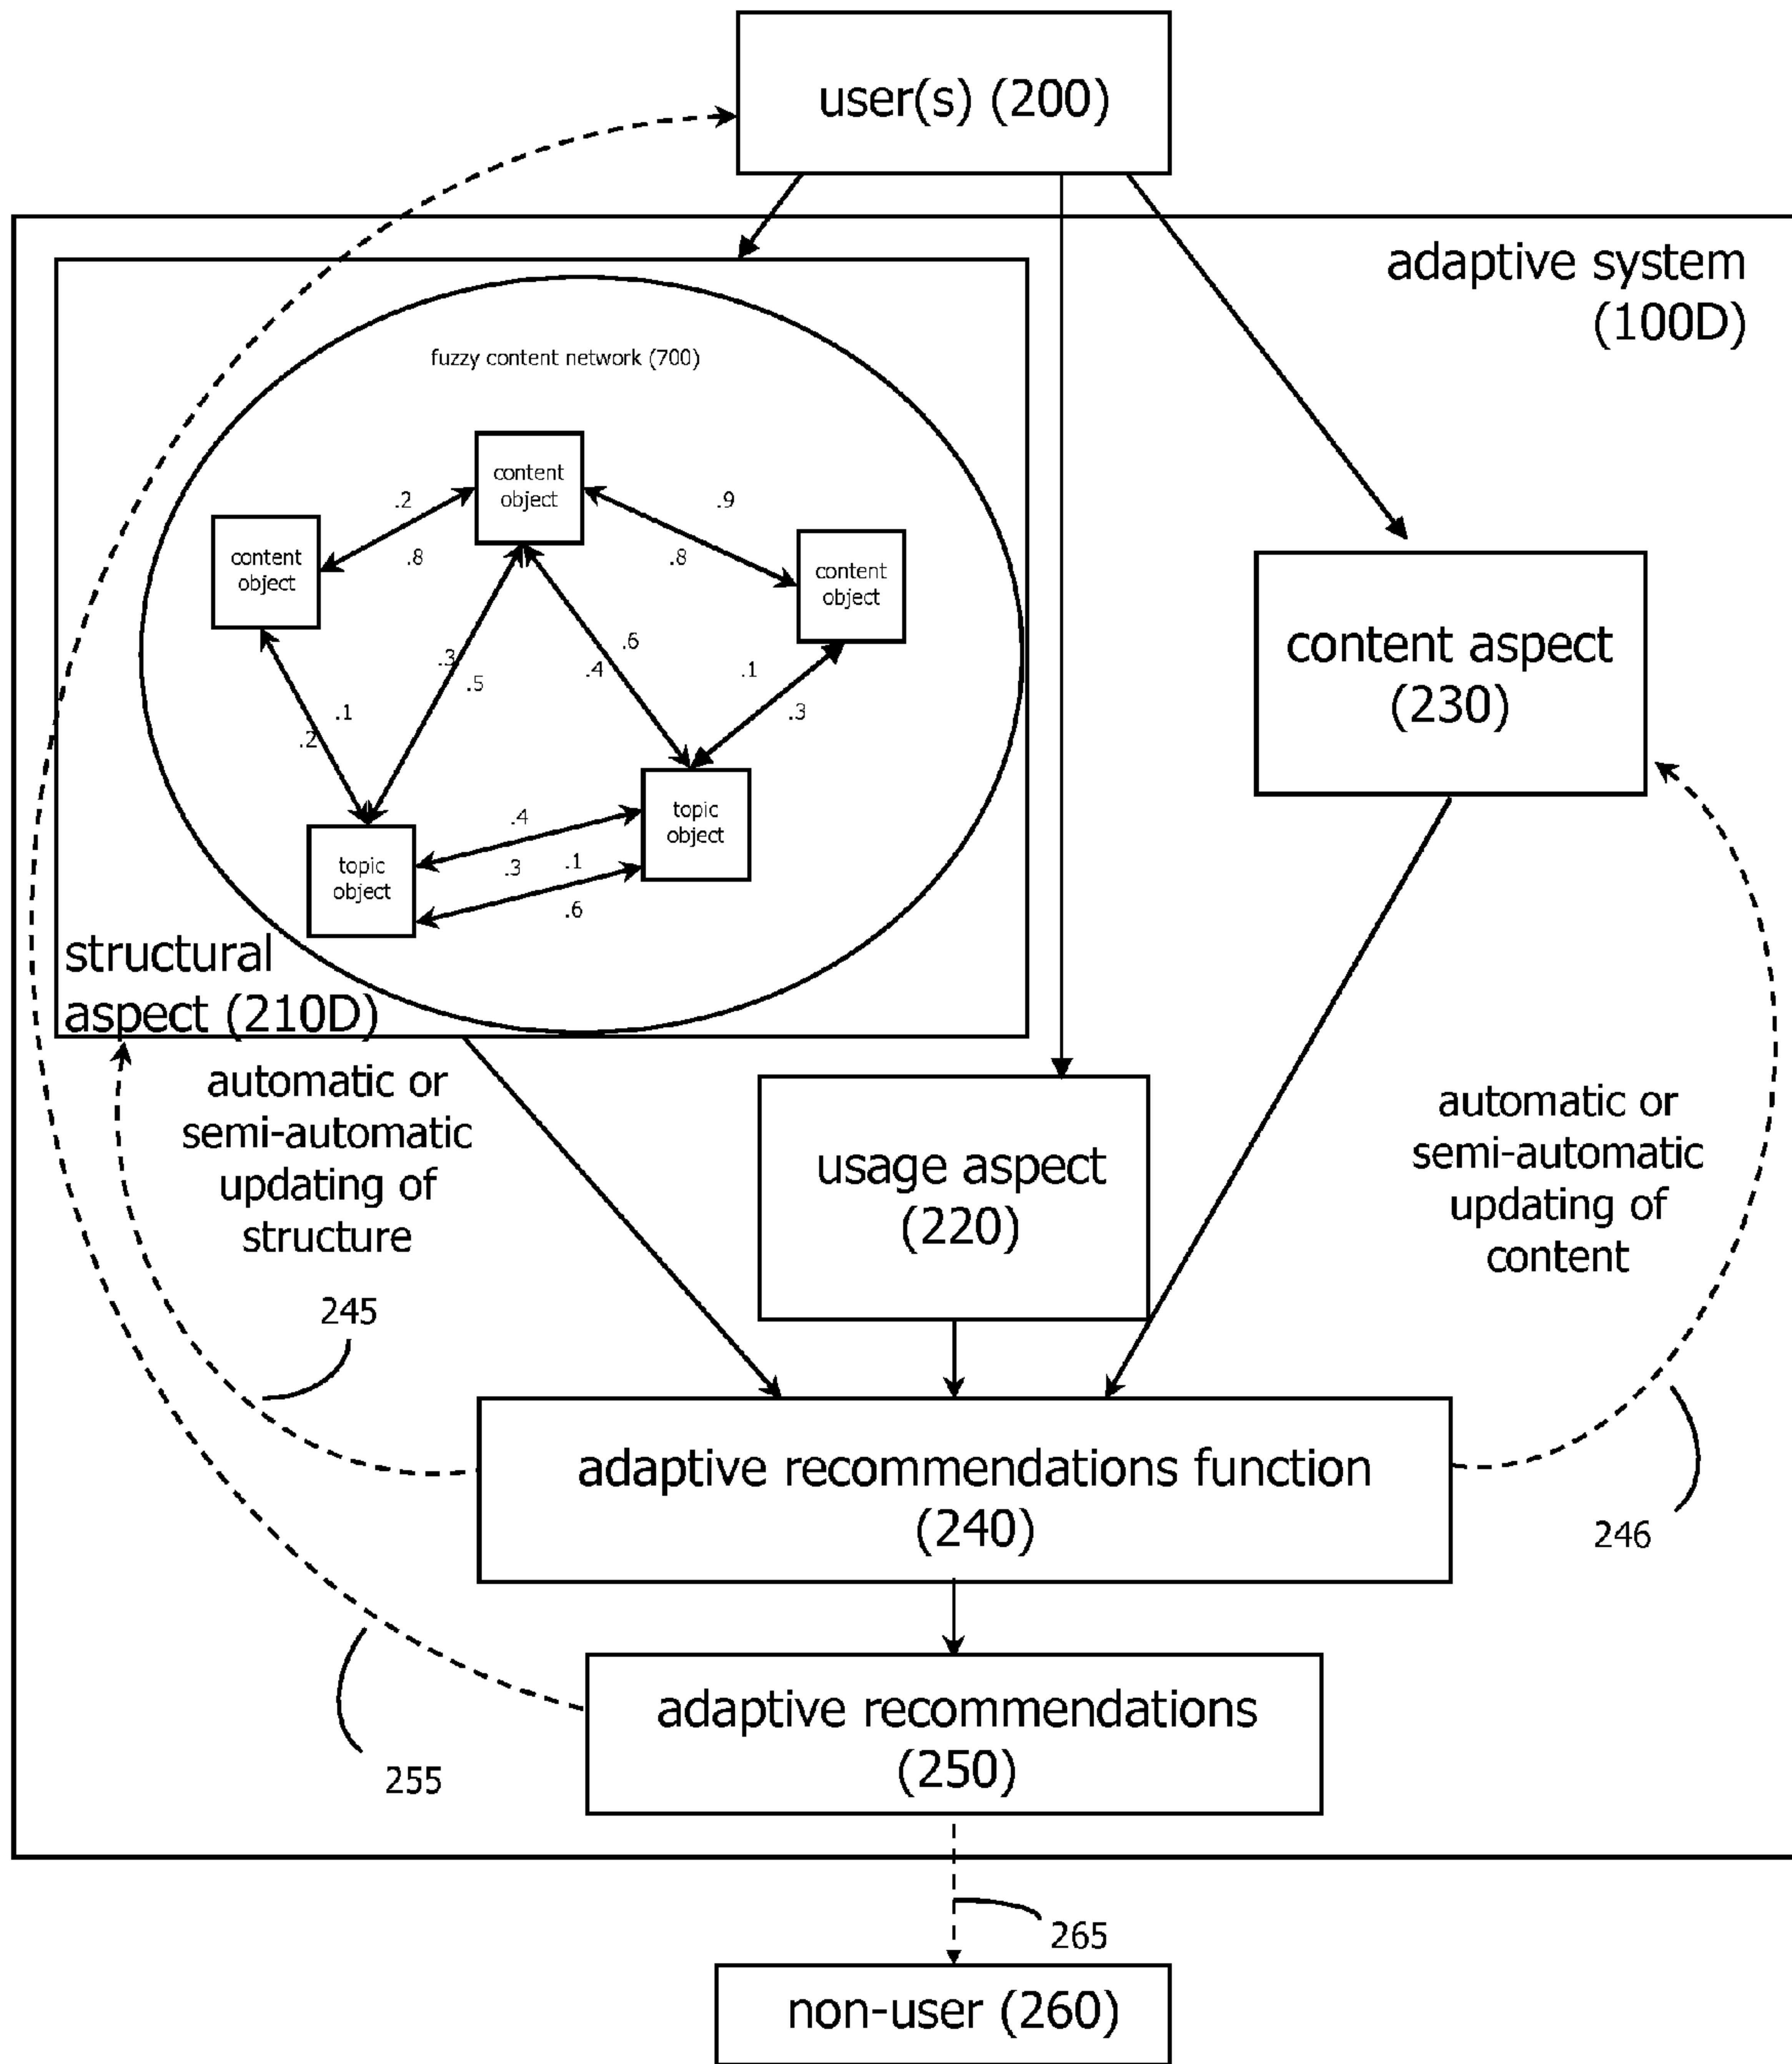 user(s) (200)
adaptive system
(100D)
fuzzy content network (700)
content
object
.2
.9
content
object
.8
.8
content
object
.6
.3
.4
.1
.5
.1
.3
.2
topic
object
.4
topic
object
.3
.1
.6
structural
aspect (210D)
content aspect
(230)
automatic or
semi-automatic
updating of
structure
usage aspect
(220)
automatic or
semi-automatic
updating of
content
245
adaptive recommendations function
(240)
246
adaptive recommendations
(250)
255
265
non-user (260)